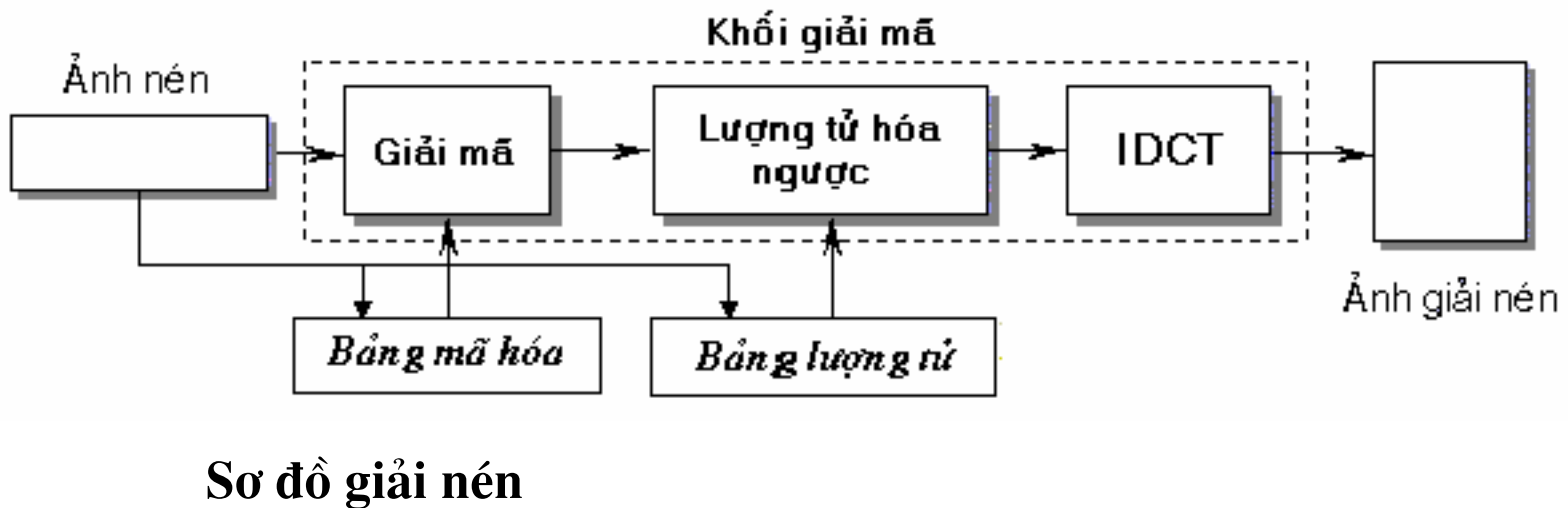 Khối giải mã
Ảnh nén
Giải mã
Lượng tử hóa
ngược
IDCT
Ảnh giải nén
Bảng mã hóa
Bảng lượng tử
Sơ đồ giải nén